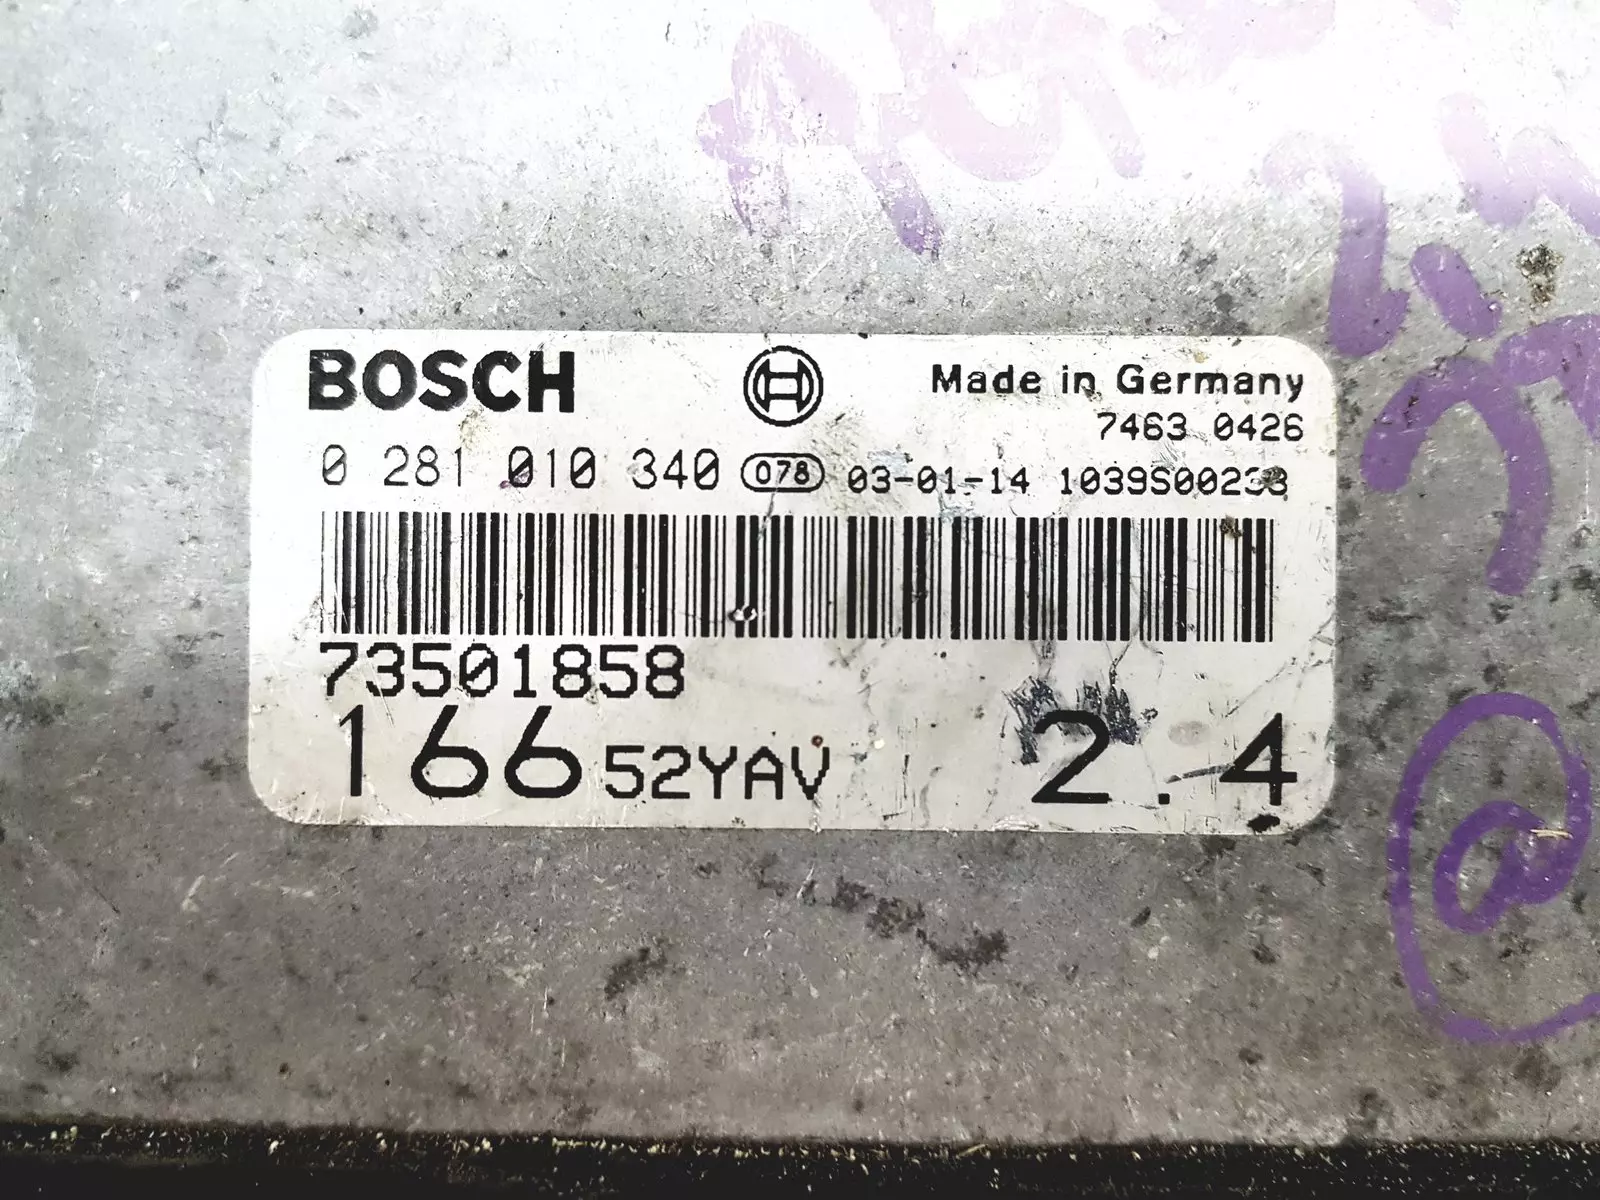 BOSCH
Made in Germany
7463 0426
0 281 010 340 078 03-01-14 1039S00233
73501858
166 52YAV 2.4